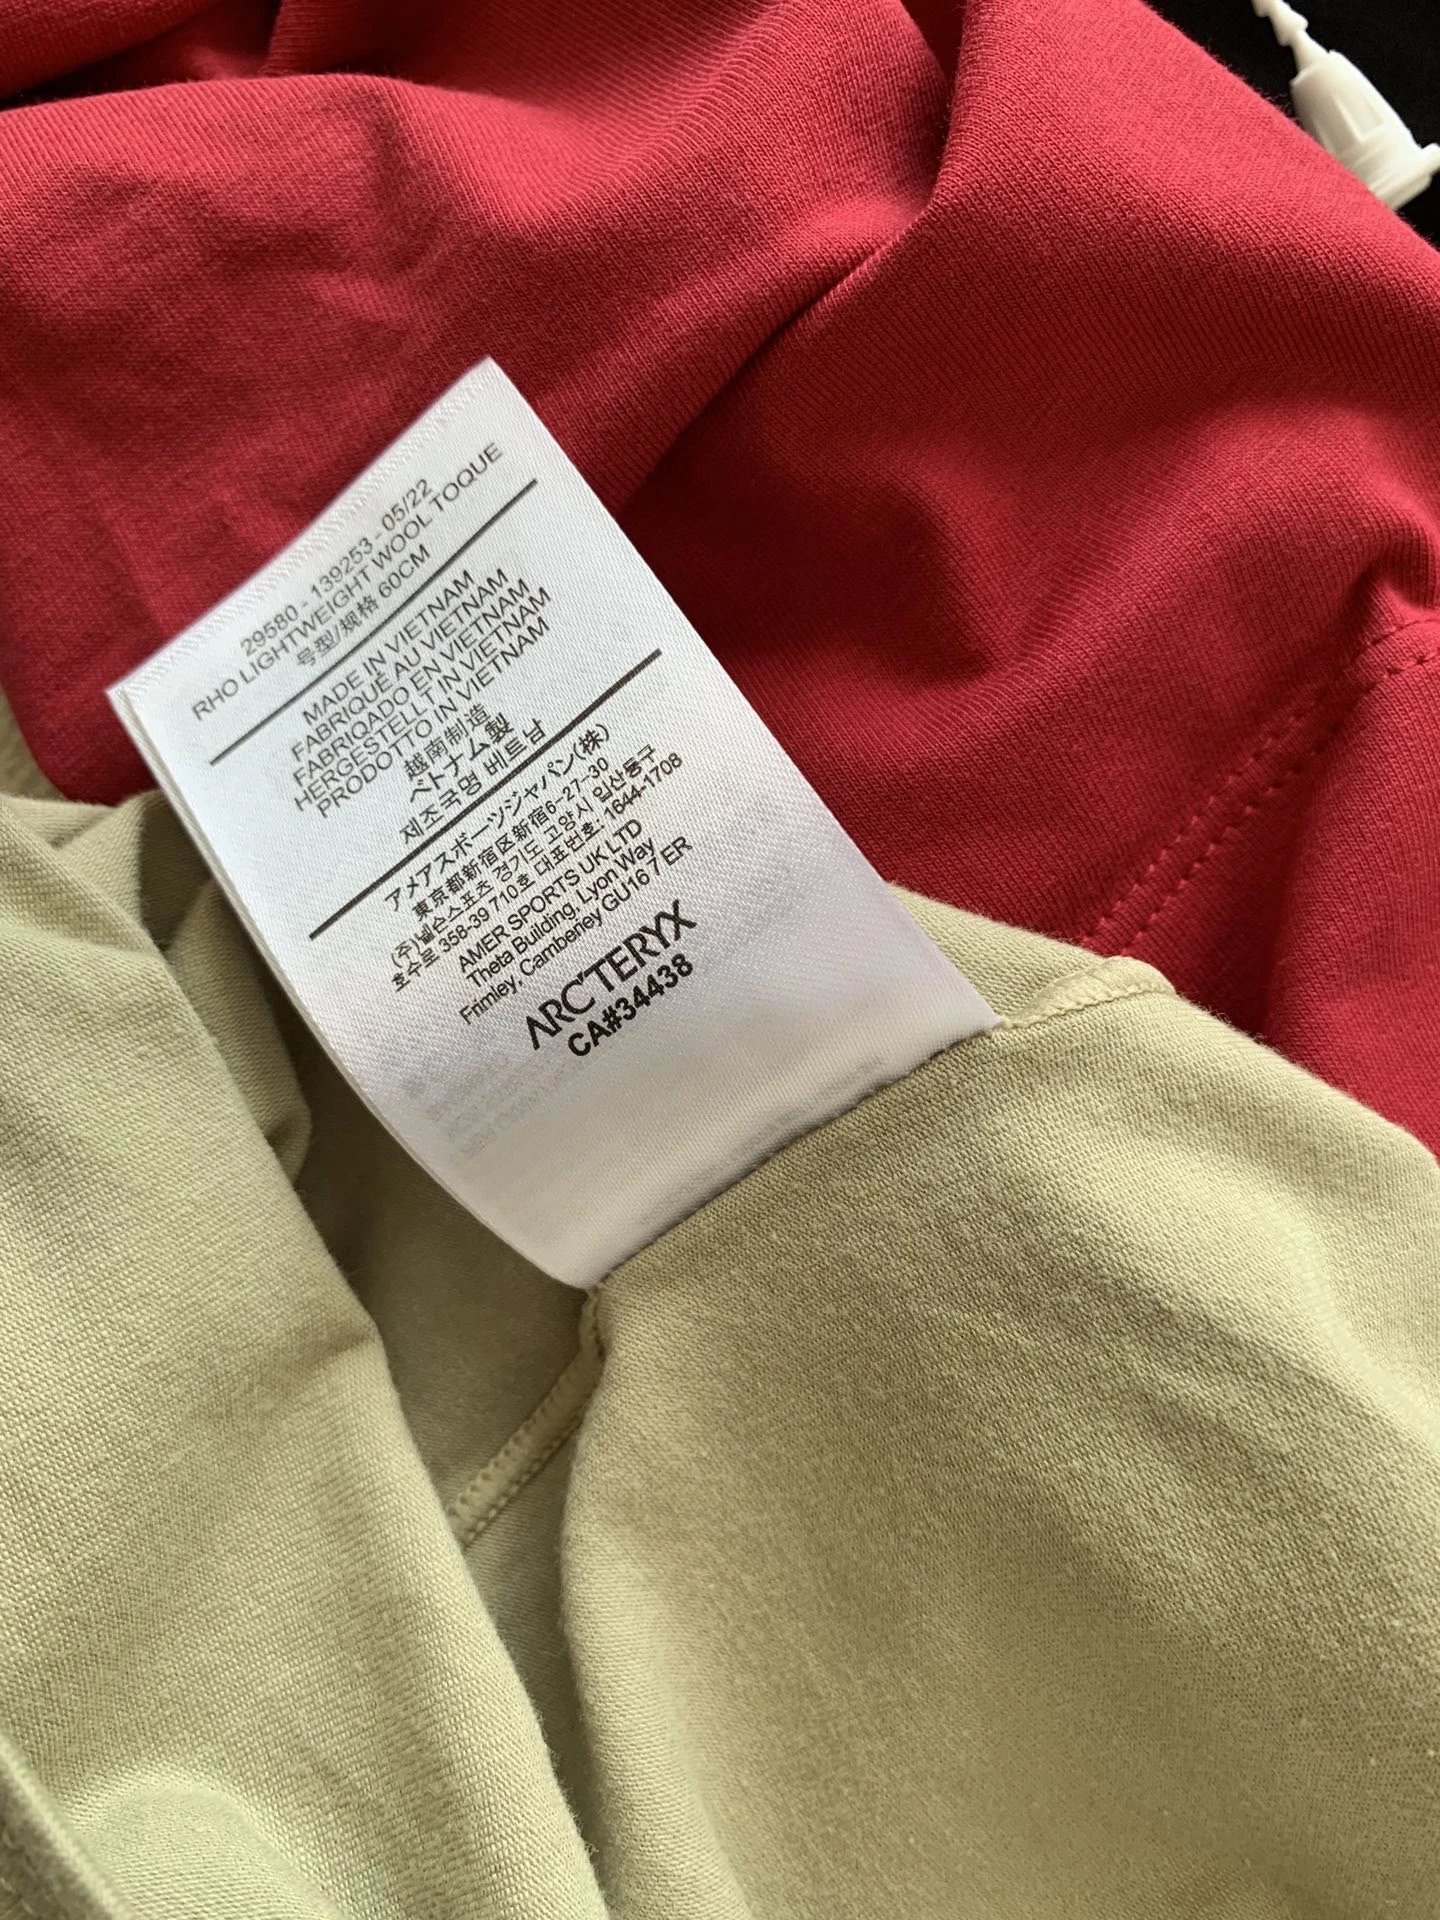 29580 - 139253 - 05/22
RHO LIGHTWEIGHT WOOL TOQUE
号型/规格 60CM
MADE IN VIETNAM
FABRIQUÉ AU VIETNAM
FABRICADO EN VIETNAM
HERGESTELLT IN VIETNAM
PRODOTTO IN VIETNAM
越南制造
ベトナム製
제조국명 베트남
アメアスポーツジャパン(株)
東京都新宿区新宿6-27-30
(주)넬슨스포츠 경기도 고양시 일산동구
호수로 358-39 710호 대표번호: 1644-1708
AMER SPORTS UK LTD
Theta Building, Lyon Way
Frimley, Cambeney GU16 7 ER
ARC'TERYX
CA#34438